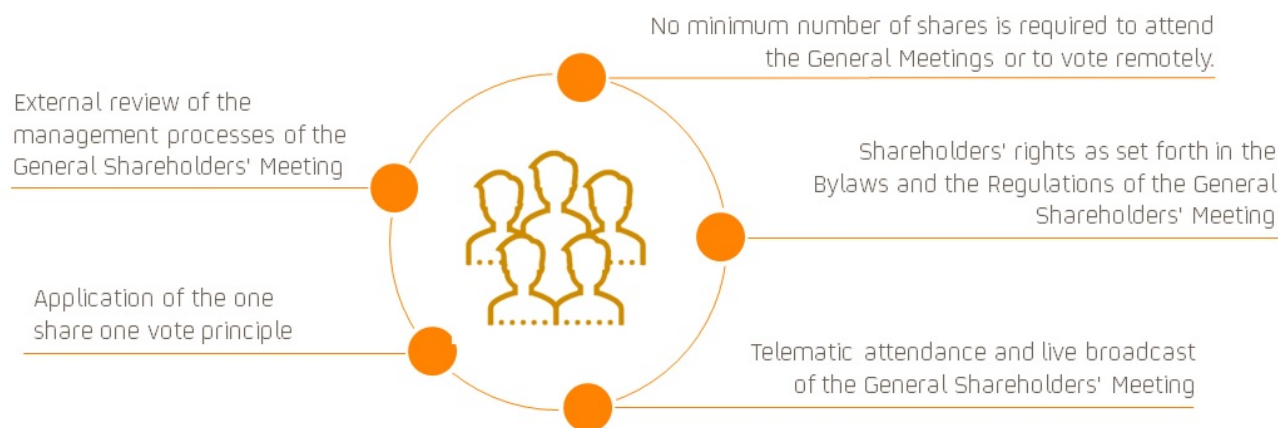 No minimum number of shares is required to attend
the General Meetings or to vote remotely.
External review of the
management processes of the
General Shareholders' Meeting
Shareholders' rights as set forth in the
Bylaws and the Regulations of the General
Shareholders' Meeting
Application of the one
share one vote principle
Telematic attendance and live broadcast
of the General Shareholders' Meeting